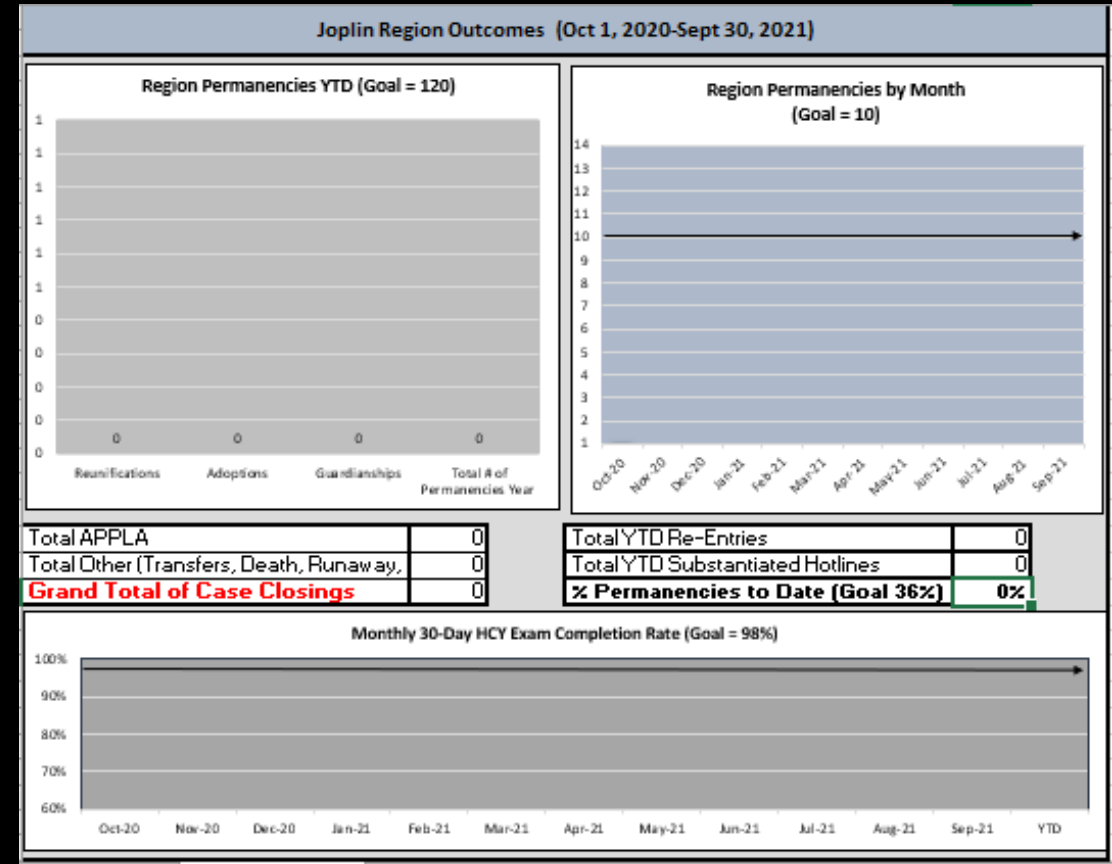 Joplin Region Outcomes (Oct 1, 2020-Sept 30, 2021)
Region Permanencies YTD (Goal = 120)
1
1
1
1
1
1
0
0
0
0
0
0 0 0 0
Reunifications Adoptions Guardianships Total # of
Permanencies Year
Region Permanencies by Month
(Goal = 10)
14
13
12
11
10
9
8
7
6
5
4
3
2
1
Oct-20 Nov-20 Dec-20 Jan-21 Feb-21 Mar-21 Apr-21 May-21 Jun-21 Jul-21 Aug-21 Sep-21
Total APPLA 0
Total Other (Transfers, Death, Runaway, 0
Grand Total of Case Closings 0
Total YTD Re-Entries 0
Total YTD Substantiated Hotlines 0
% Permanencies to Date (Goal 36%) 0%
Monthly 30-Day HCY Exam Completion Rate (Goal = 98%)
100%
90%
80%
70%
60%
Oct-20 Nov-20 Dec-20 Jan-21 Feb-21 Mar-21 Apr-21 May-21 Jun-21 Jul-21 Aug-21 Sep-21 YTD